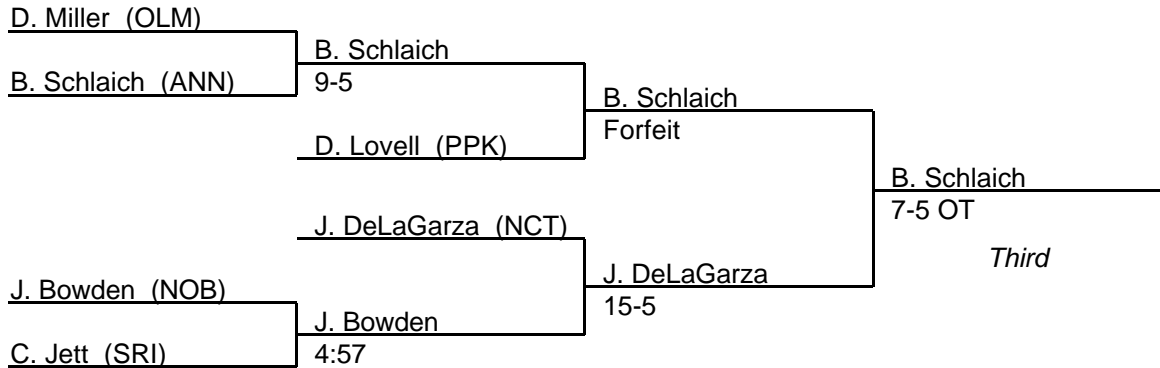 D. Miller (OLM)
B. Schlaich
B. Schlaich (ANN)
9-5
B. Schlaich
Forfeit
D. Lovell (PPK)
B. Schlaich
7-5 OT
J. DeLaGarza (NCT)
Third
J. DeLaGarza
J. Bowden (NOB)
15-5
J. Bowden
C. Jett (SRI)
4:57